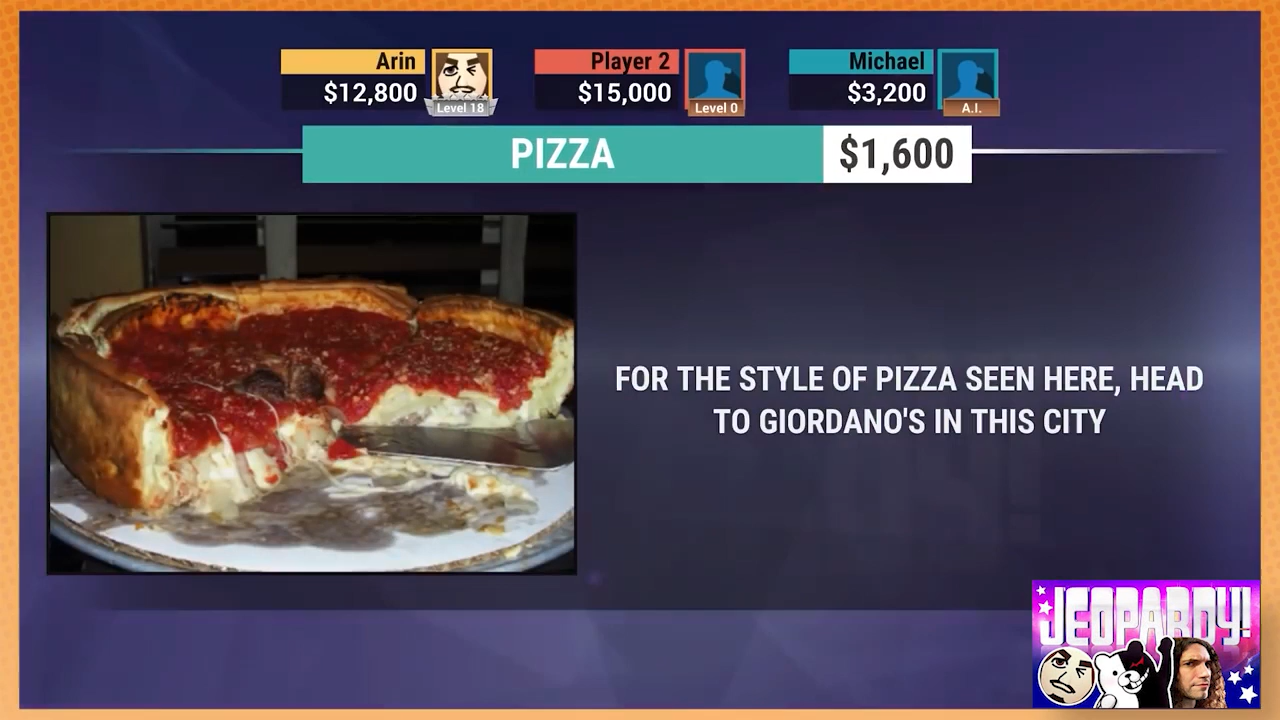 Arin
$12,800
Level 18
Player 2
$15,000
Level 0
Michael
$3,200
A.I.
PIZZA
$1,600
FOR THE STYLE OF PIZZA SEEN HERE, HEAD
TO GIORDANO'S IN THIS CITY
JEOPARDY!